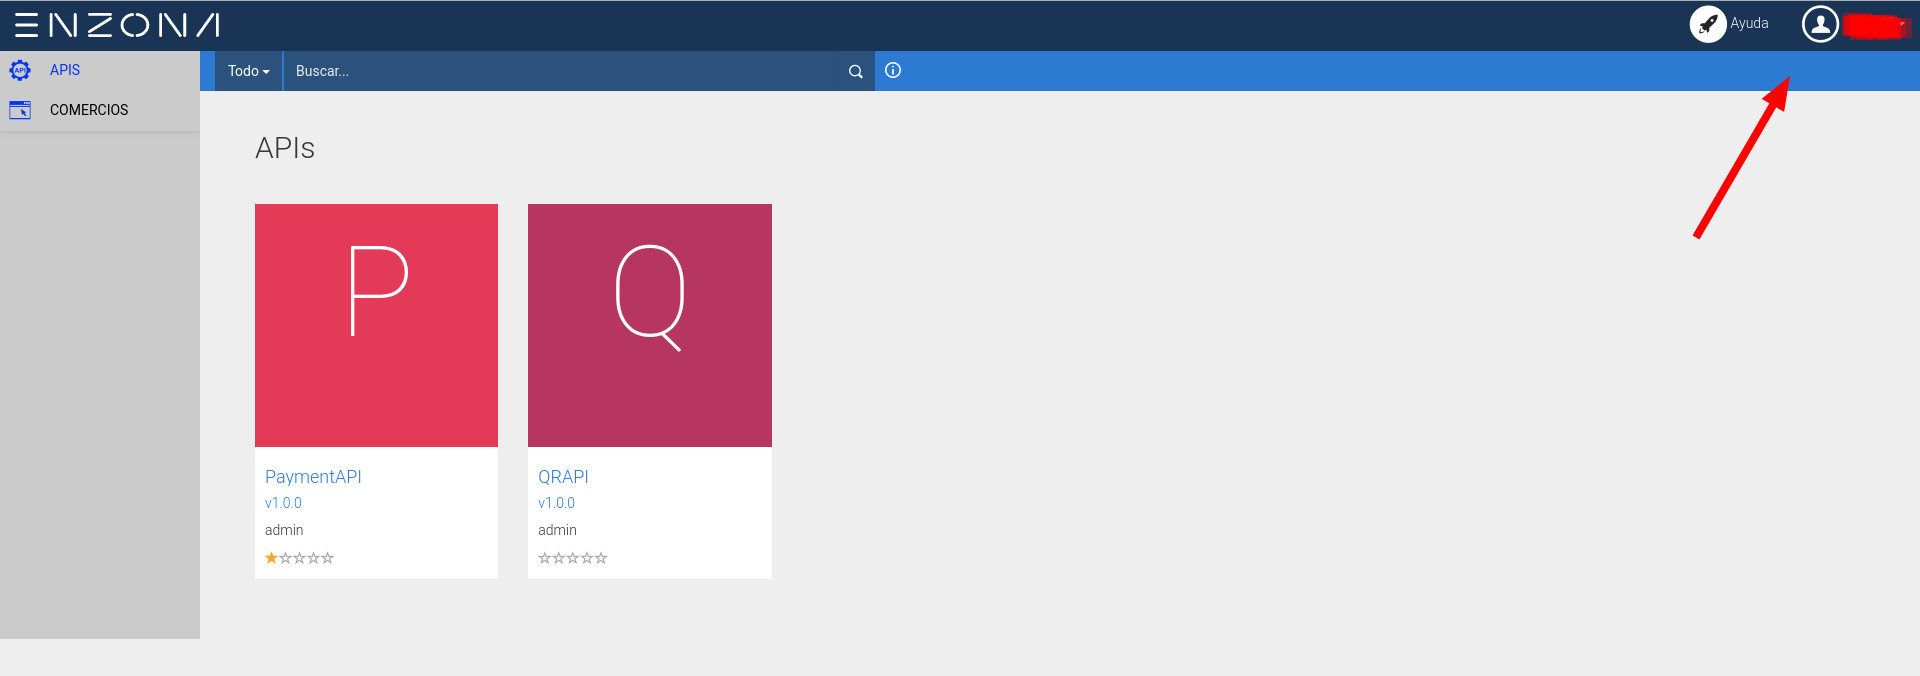 ENZONA
Ayuda
APIS
COMERCIOS
Todo
Buscar...
APIs
P
Q
PaymentAPI
v1.0.0
admin
QRAPI
v1.0.0
admin